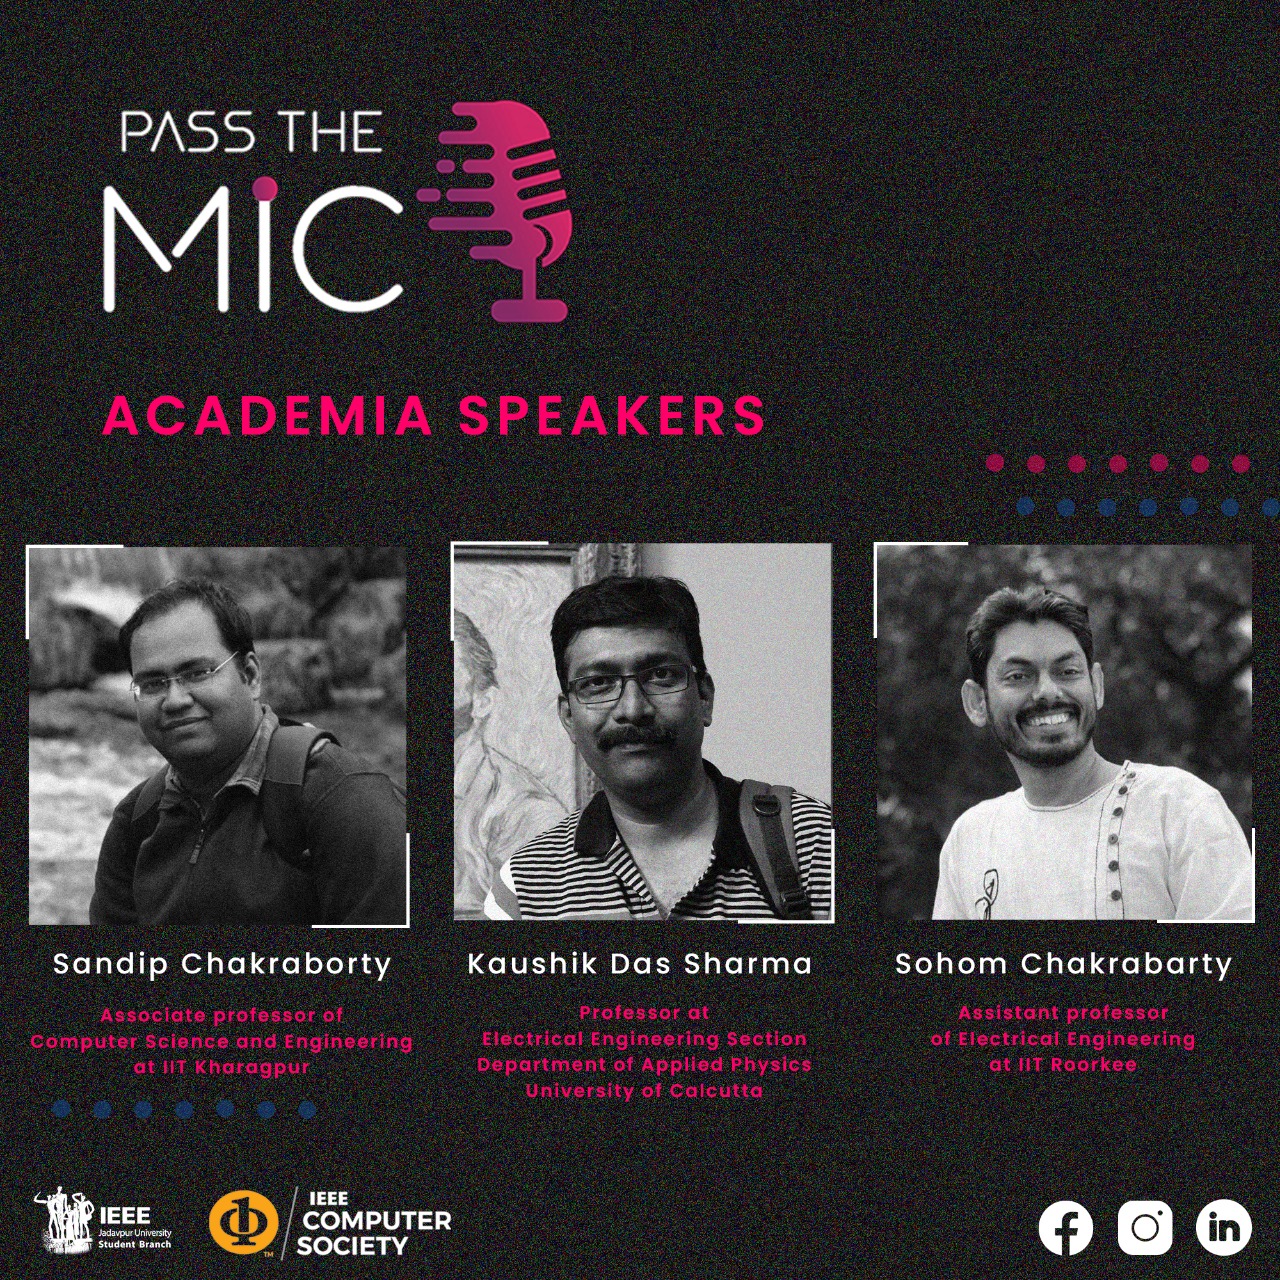 PASS THE
MiC
ACADEMIA SPEAKERS
Sandip Chakraborty
Associate professor of
Computer Science and Engineering
at IIT Kharagpur
Kaushik Das Sharma
Professor at
Electrical Engineering Section
Department of Applied Physics
University of Calcutta
Sohom Chakrabarty
Assistant professor
of Electrical Engineering
at IIT Roorkee
IEEE
Jadavpur University
Student Branch
TM
IEEE
COMPUTER
SOCIETY